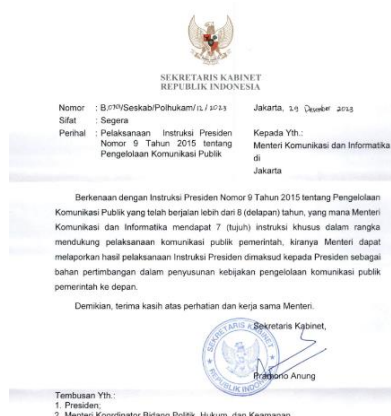 SEKRETARIS KABINET
REPUBLIK INDONESIA
Nomor : B. /Seskab/Polhukam/12/2023 Jakarta, 29 Desember 2023
Sifat : Segera
Perihal : Pelaksanaan Instruksi Presiden Nomor 9 Tahun 2015 tentang Pengelolaan Komunikasi Publik
Kepada Yth.:
Menteri Komunikasi dan Informatika
di
Jakarta
Berkenaan dengan Instruksi Presiden Nomor 9 Tahun 2015 tentang Pengelolaan
Komunikasi Publik yang telah berjalan lebih dari 8 (delapan) tahun, yang mana Menteri
Komunikasi dan Informatika mendapat 7 (tujuh) instruksi khusus dalam rangka
mendukung pelaksanaan komunikasi publik pemerintah, kiranya Menteri dapat
melaporkan hasil pelaksanaan Instruksi Presiden dimaksud kepada Presiden sebagai
bahan pertimbangan dalam penyusunan kebijakan pengelolaan komunikasi publik
pemerintah ke depan.
Demikian, terima kasih atas perhatian dan kerja sama Menteri.
Sekretaris Kabinet,
Pramono Anung
Tembusan Yth.:
1. Presiden;
2. Menteri Koordinator Bidang Politik, Hukum, dan Keamanan.